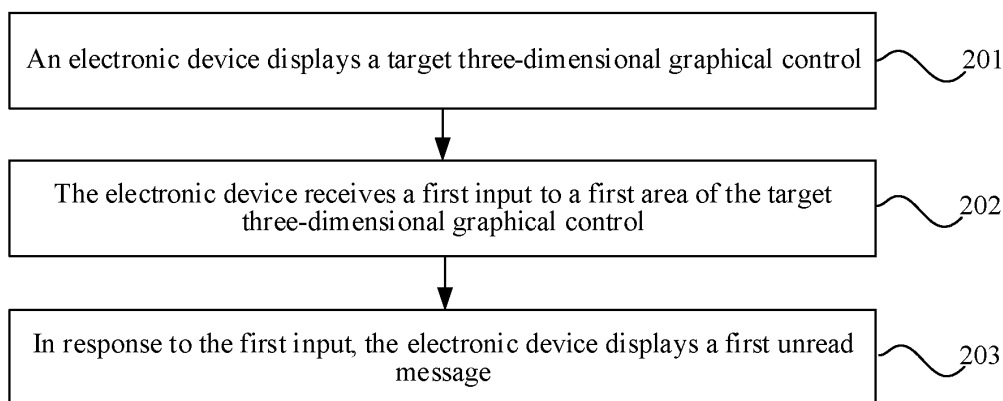 An electronic device displays a target three-dimensional graphical control
201
The electronic device receives a first input to a first area of the target
three-dimensional graphical control
202
In response to the first input, the electronic device displays a first unread
message
203